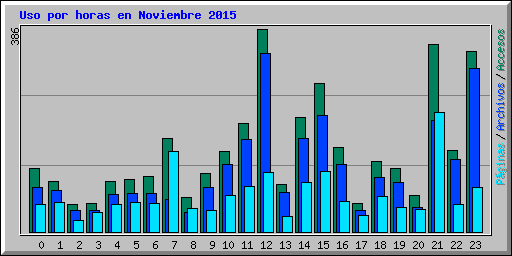 Uso por horas en Noviembre 2015
386
Páginas / Archivos / Accesos
0 1 2 3 4 5 6 7 8 9 10 11 12 13 14 15 16 17 18 19 20 21 22 23